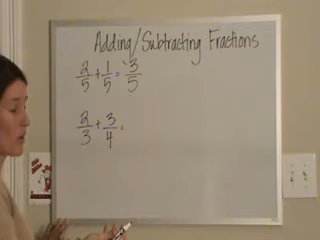 Adding/Subtracting Fractions
2/5 + 1/5 = 3/5
2/3 + 3/4 =